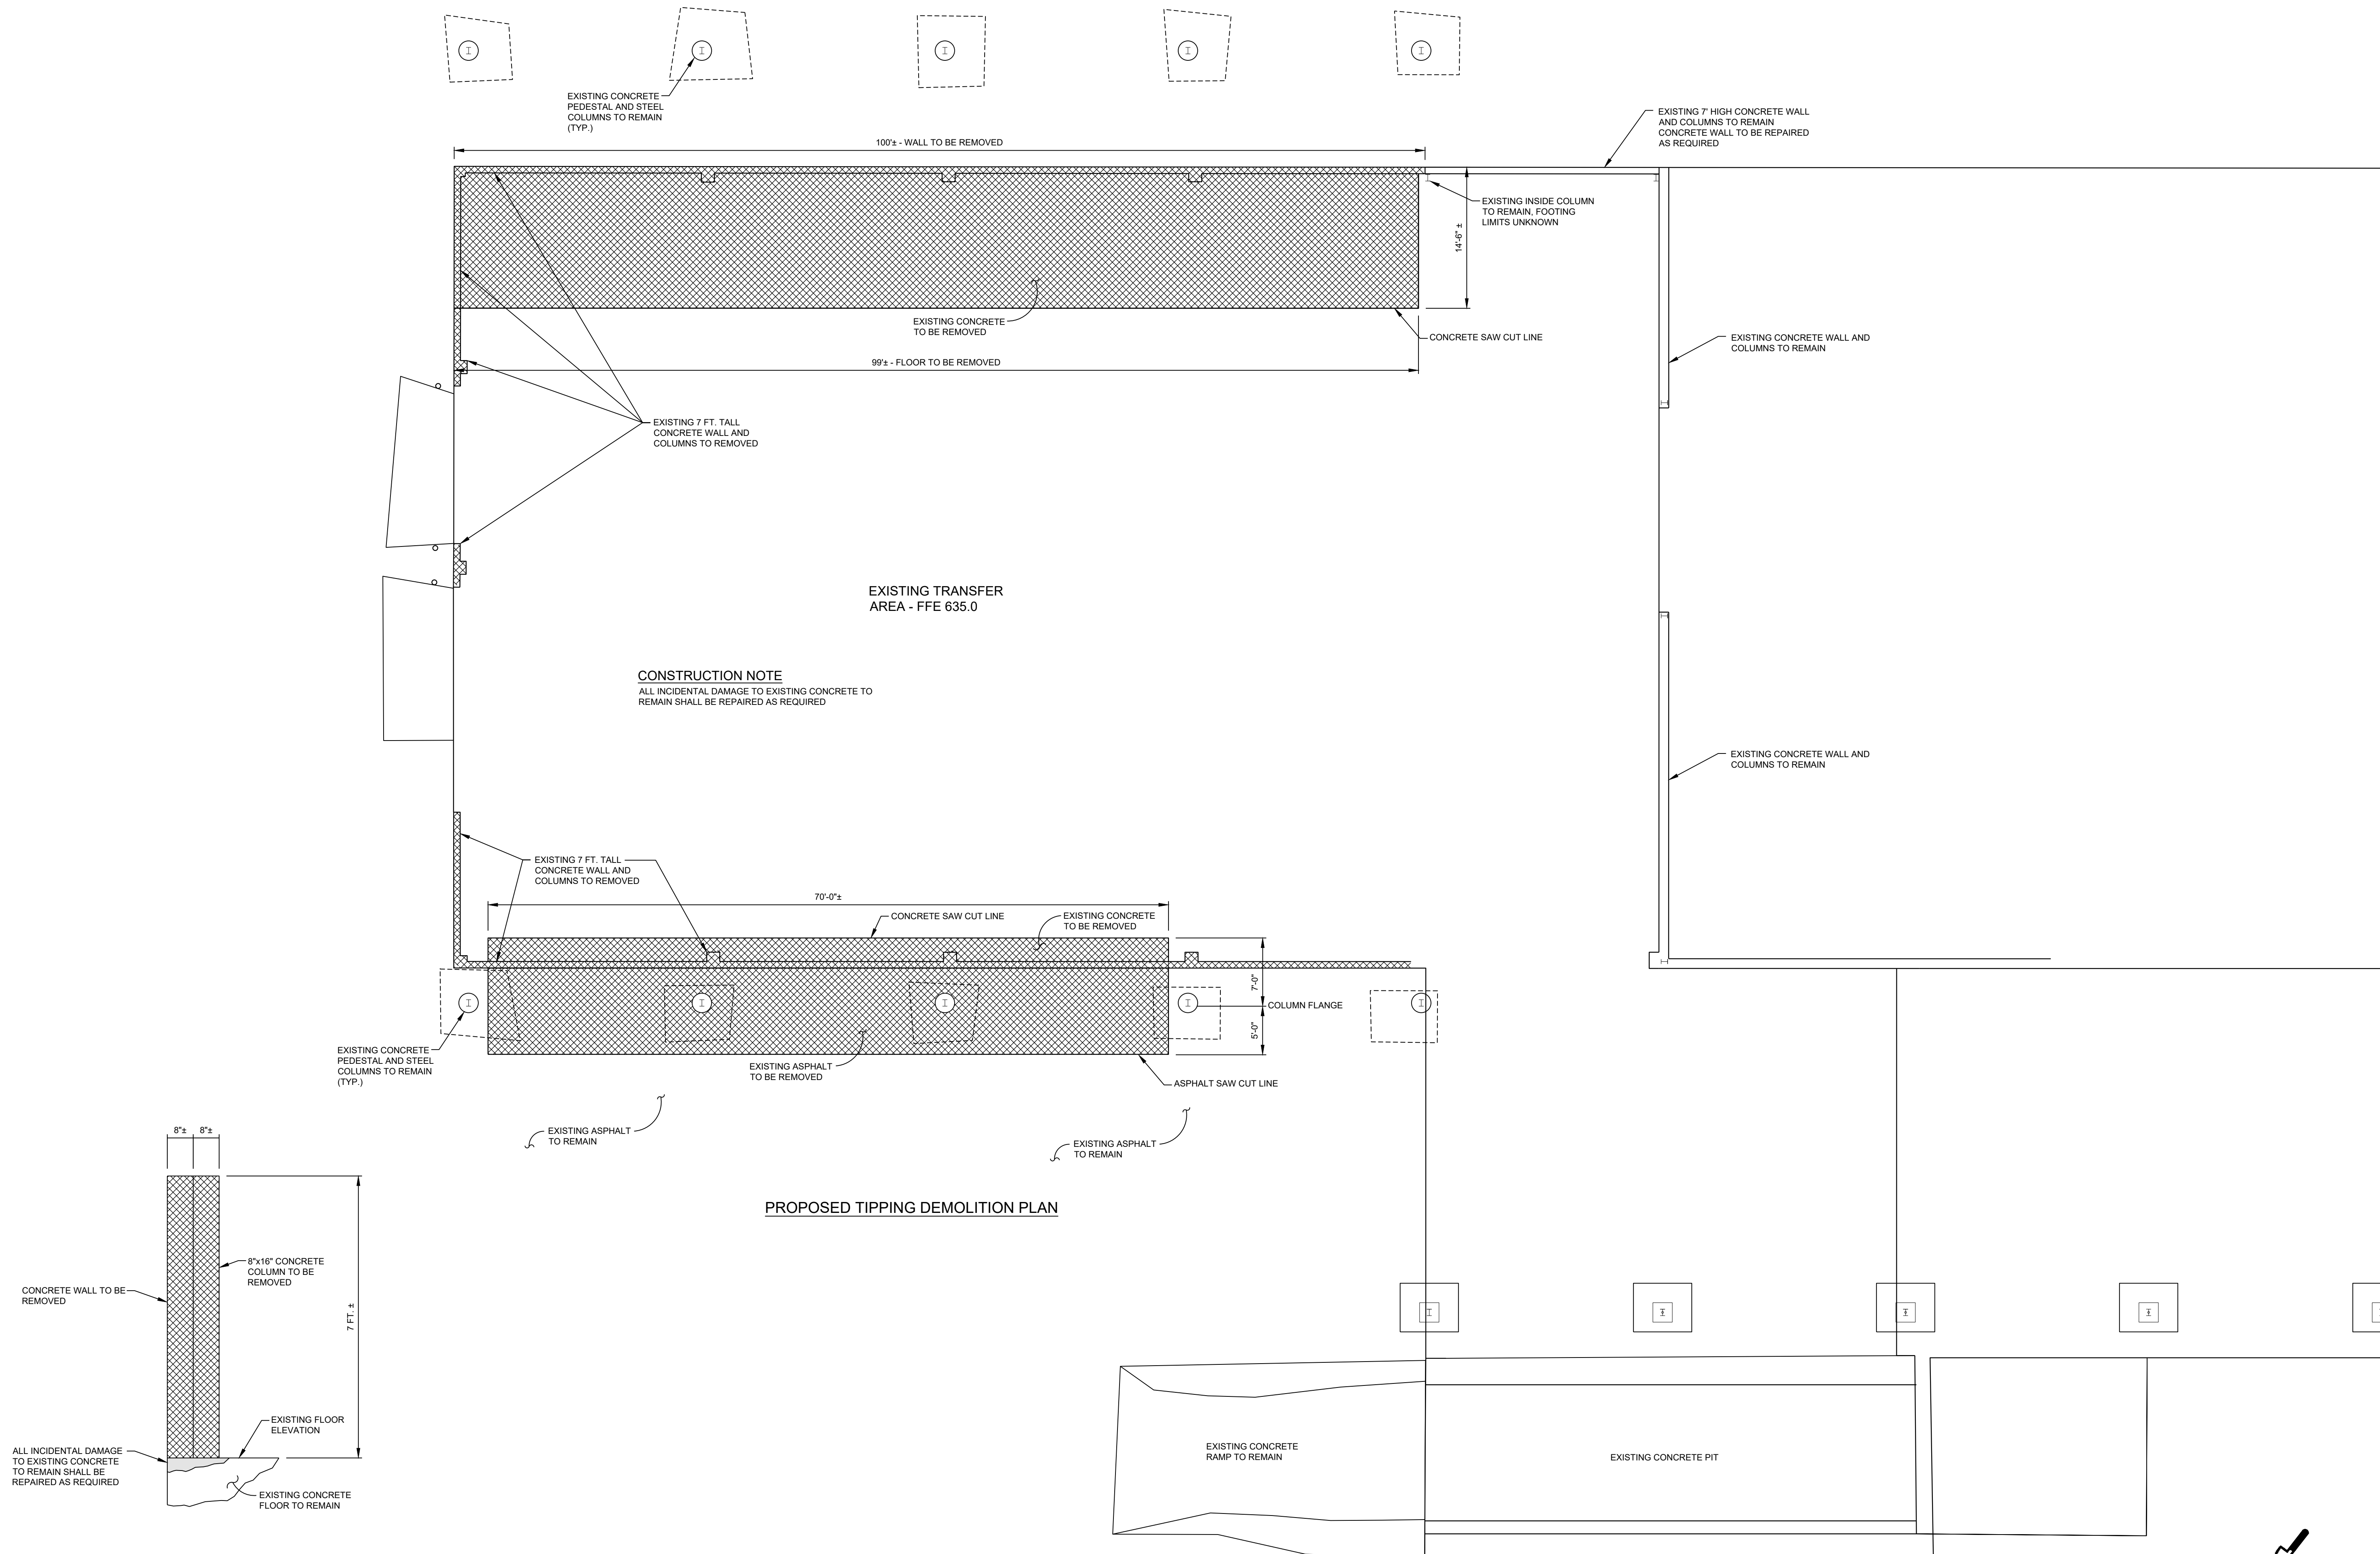 EXISTING CONCRETE
PEDESTAL AND STEEL
COLUMNS TO REMAIN
(TYP.)
EXISTING 7' HIGH CONCRETE WALL
AND COLUMNS TO REMAIN
CONCRETE WALL TO BE REPAIRED
AS REQUIRED
100'± - WALL TO BE REMOVED
EXISTING INSIDE COLUMN
TO REMAIN, FOOTING
LIMITS UNKNOWN
14'-6" ±
EXISTING CONCRETE
TO BE REMOVED
CONCRETE SAW CUT LINE
EXISTING CONCRETE WALL AND
COLUMNS TO REMAIN
99'± - FLOOR TO BE REMOVED
EXISTING 7 FT. TALL
CONCRETE WALL AND
COLUMNS TO REMOVED
EXISTING TRANSFER
AREA - FFE 635.0
CONSTRUCTION NOTE
ALL INCIDENTAL DAMAGE TO EXISTING CONCRETE TO
REMAIN SHALL BE REPAIRED AS REQUIRED
EXISTING CONCRETE WALL AND
COLUMNS TO REMAIN
EXISTING 7 FT. TALL
CONCRETE WALL AND
COLUMNS TO REMOVED
70'-0"±
CONCRETE SAW CUT LINE
EXISTING CONCRETE
TO BE REMOVED
7'-0"
COLUMN FLANGE
5'-0"
EXISTING CONCRETE
PEDESTAL AND STEEL
COLUMNS TO REMAIN
(TYP.)
EXISTING ASPHALT
TO BE REMOVED
ASPHALT SAW CUT LINE
EXISTING ASPHALT
TO REMAIN
EXISTING ASPHALT
TO REMAIN
PROPOSED TIPPING DEMOLITION PLAN
8"± 8"±
8"x16" CONCRETE
COLUMN TO BE
REMOVED
CONCRETE WALL TO BE
REMOVED
7 FT. ±
EXISTING FLOOR
ELEVATION
ALL INCIDENTAL DAMAGE
TO EXISTING CONCRETE
TO REMAIN SHALL BE
REPAIRED AS REQUIRED
EXISTING CONCRETE
FLOOR TO REMAIN
EXISTING CONCRETE
RAMP TO REMAIN
EXISTING CONCRETE PIT